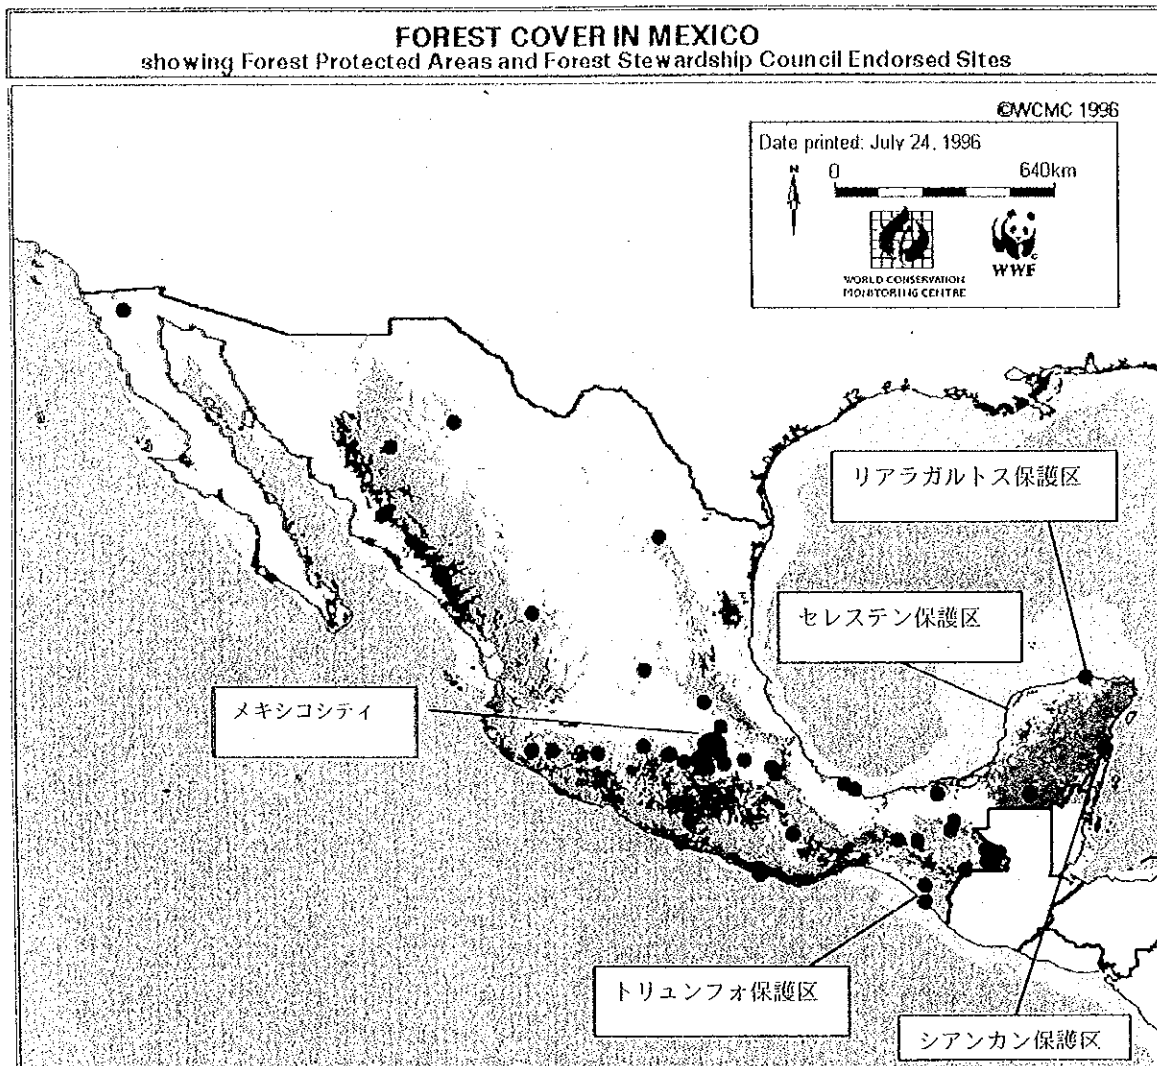 FOREST COVER IN MEXICO
showing Forest Protected Areas and Forest Stewardship Council Endorsed Sites
©WCMC 1996
Date printed: July 24, 1996
N
0 640km
WORLD CONSERVATION
MONITORING CENTRE
WWF
リアラガルトス保護区
セレステン保護区
メキシコシティ
トリュンフォ保護区
シアンカン保護区